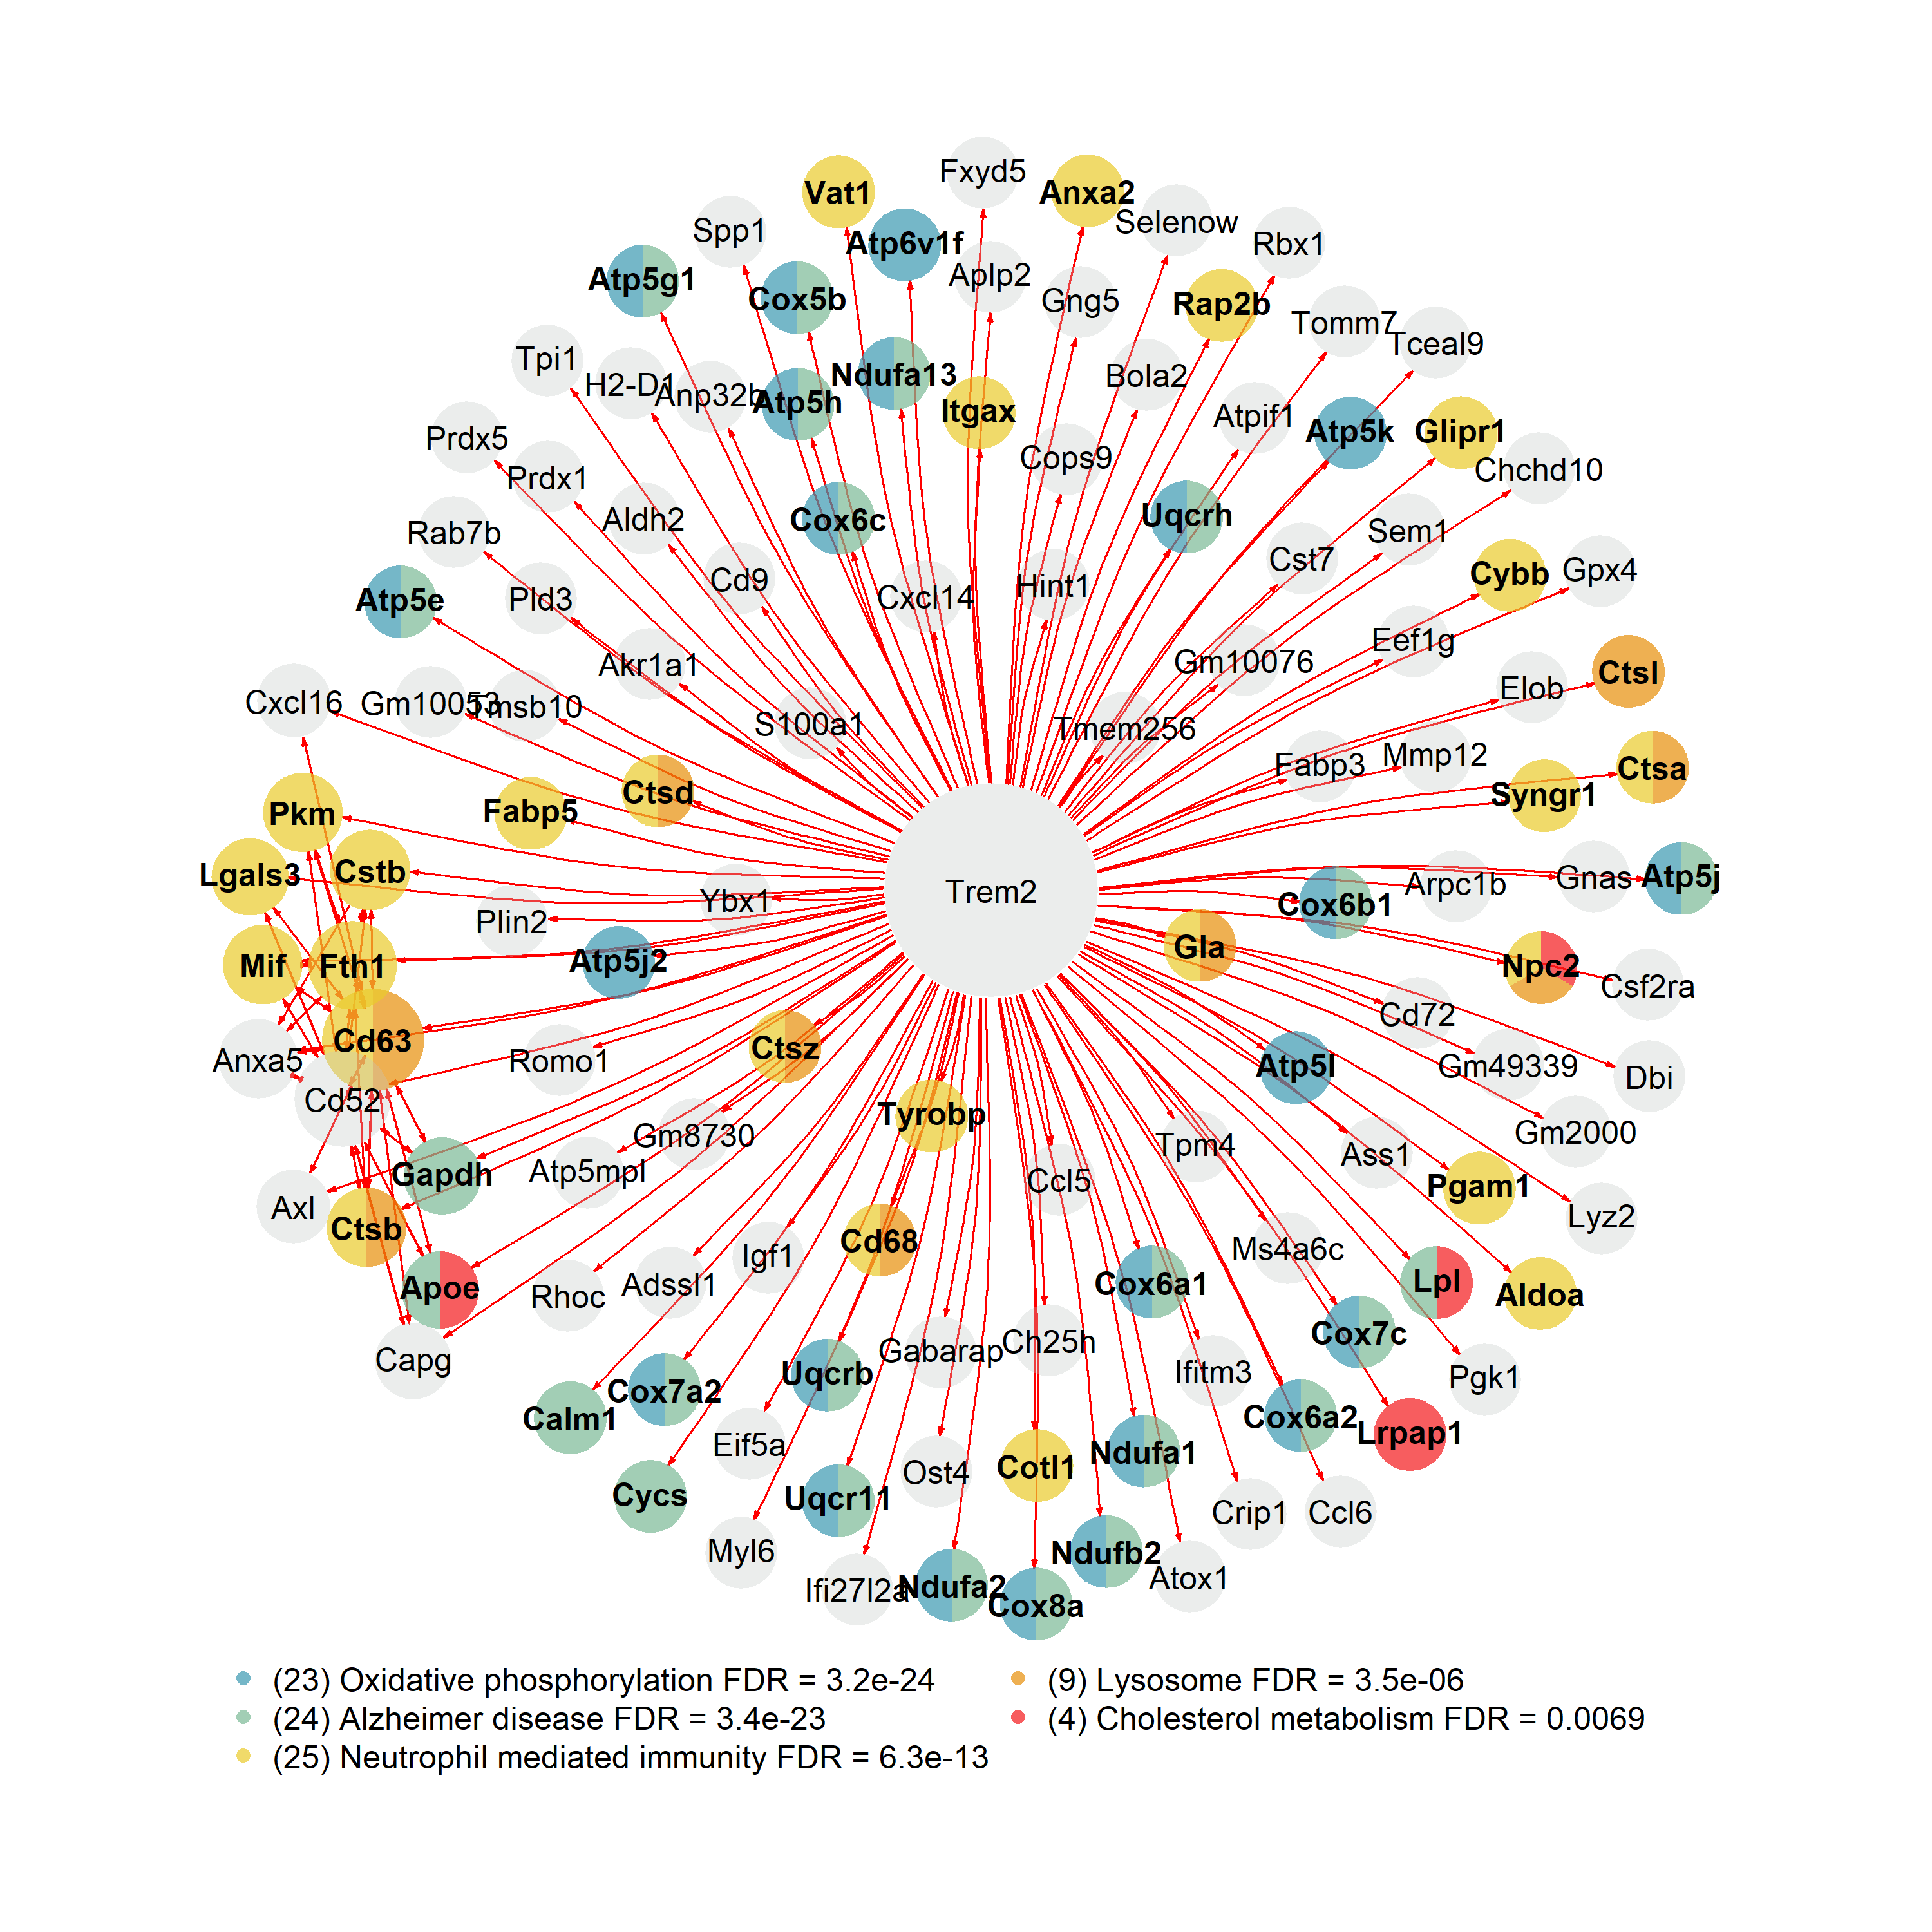 Fxyd5
Vat1
Anxa2
Selenow
Spp1
Atp6v1f
Rbx1
Atp5g1
Aplp2
Cox5b
Gng5
Rap2b
Tomm7
Tceal9
Tpi1
H2-D1
Anp32b
Atp5h
Ndufa13
Itgax
Bola2
Atpif1
Atp5k
Glipr1
Prdx5
Prdx1
Cops9
Chchd10
Rab7b
Aldh2
Cox6c
Uqcrh
Sem1
Cst7
Cybb
Gpx4
Atp5e
Pld3
Cd9
Cxcl14
Hint1
Eef1g
Akr1a1
Gm10076
Ctsl
Elob
Cxcl16
Gm10053
Tmsb10
S100a1
Tmem256
Fabp3
Mmp12
Ctsa
Syngr1
Pkm
Fabp5
Ctsd
Lgals3
Cstb
Ybx1
Trem2
Cox6b1
Arpc1b
Gnas
Atp5j
Plin2
Mif
Fth1
Atp5j2
Gla
Npc2
Csf2ra
Cd72
Anxa5
Cd63
Romo1
Ctsz
Atp5l
Gm49339
Dbi
Cd52
Tyrobp
Gm8730
Tpm4
Ass1
Gm2000
Gapdh
Atp5mpl
Ccl5
Pgam1
Axl
Ctsb
Lyz2
Igf1
Cd68
Ms4a6c
Apoe
Rhoc
Adssl1
Cox6a1
Lpl
Aldoa
Capg
Gabarap
Ch25h
Cox7c
Calm1
Cox7a2
Uqcrb
Ifitm3
Pgk1
Cox6a2
Lrpap1
Eif5a
Ost4
Cotl1
Ndufa1
Cycs
Uqcr11
Crip1
Ccl6
Myl6
Ifi27l2a
Ndufa2
Cox8a
Ndufb2
Atox1
(23) Oxidative phosphorylation FDR = 3.2e-24
(24) Alzheimer disease FDR = 3.4e-23
(25) Neutrophil mediated immunity FDR = 6.3e-13
(9) Lysosome FDR = 3.5e-06
(4) Cholesterol metabolism FDR = 0.0069